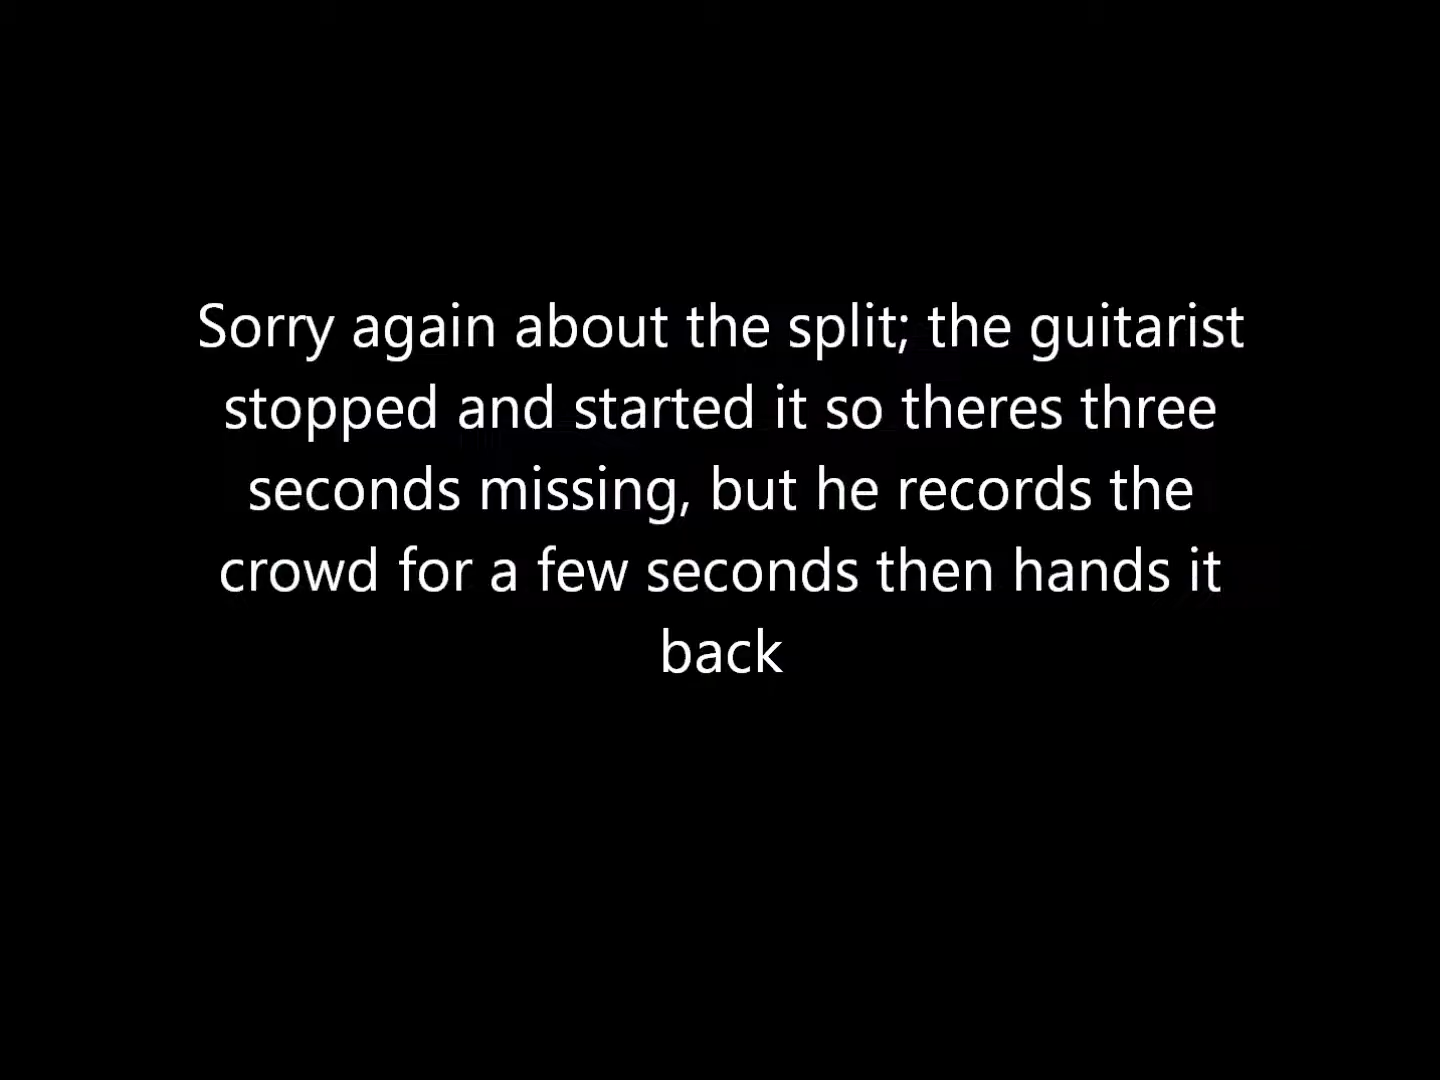 Sorry again about the split; the guitarist
stopped and started it so theres three
seconds missing, but he records the
crowd for a few seconds then hands it
back